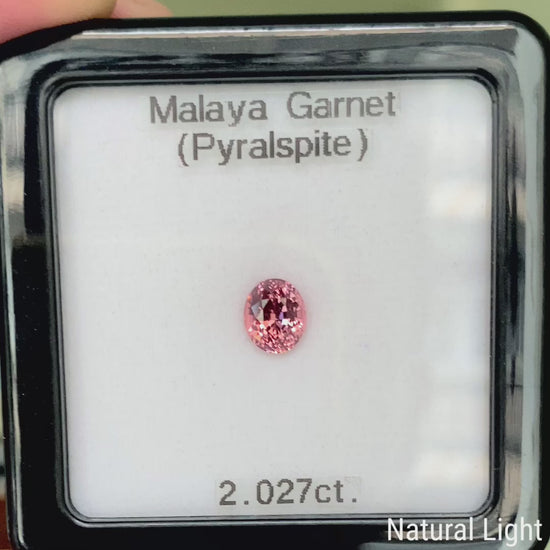 Malaya Garnet
(Pyralspite)
2.027ct.
Natural Light